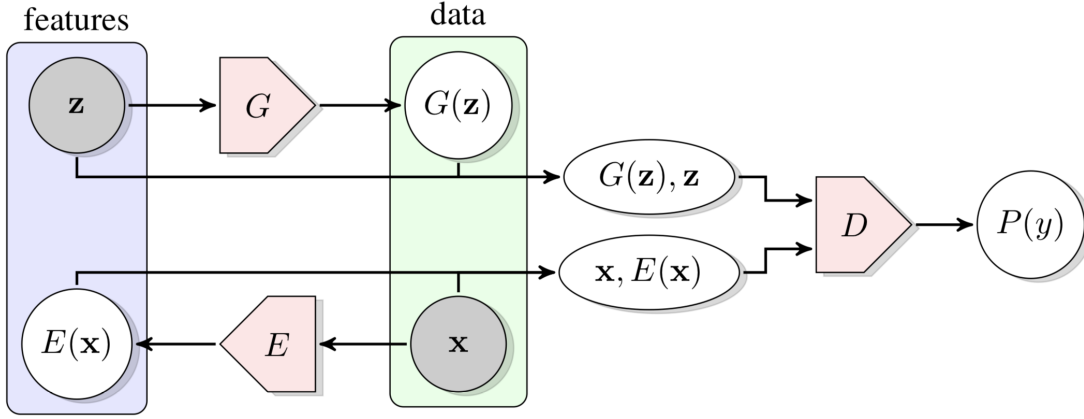 features
data
z
G
G(z)
G(z), z
D
P(y)
x, E(x)
E(x)
E
x